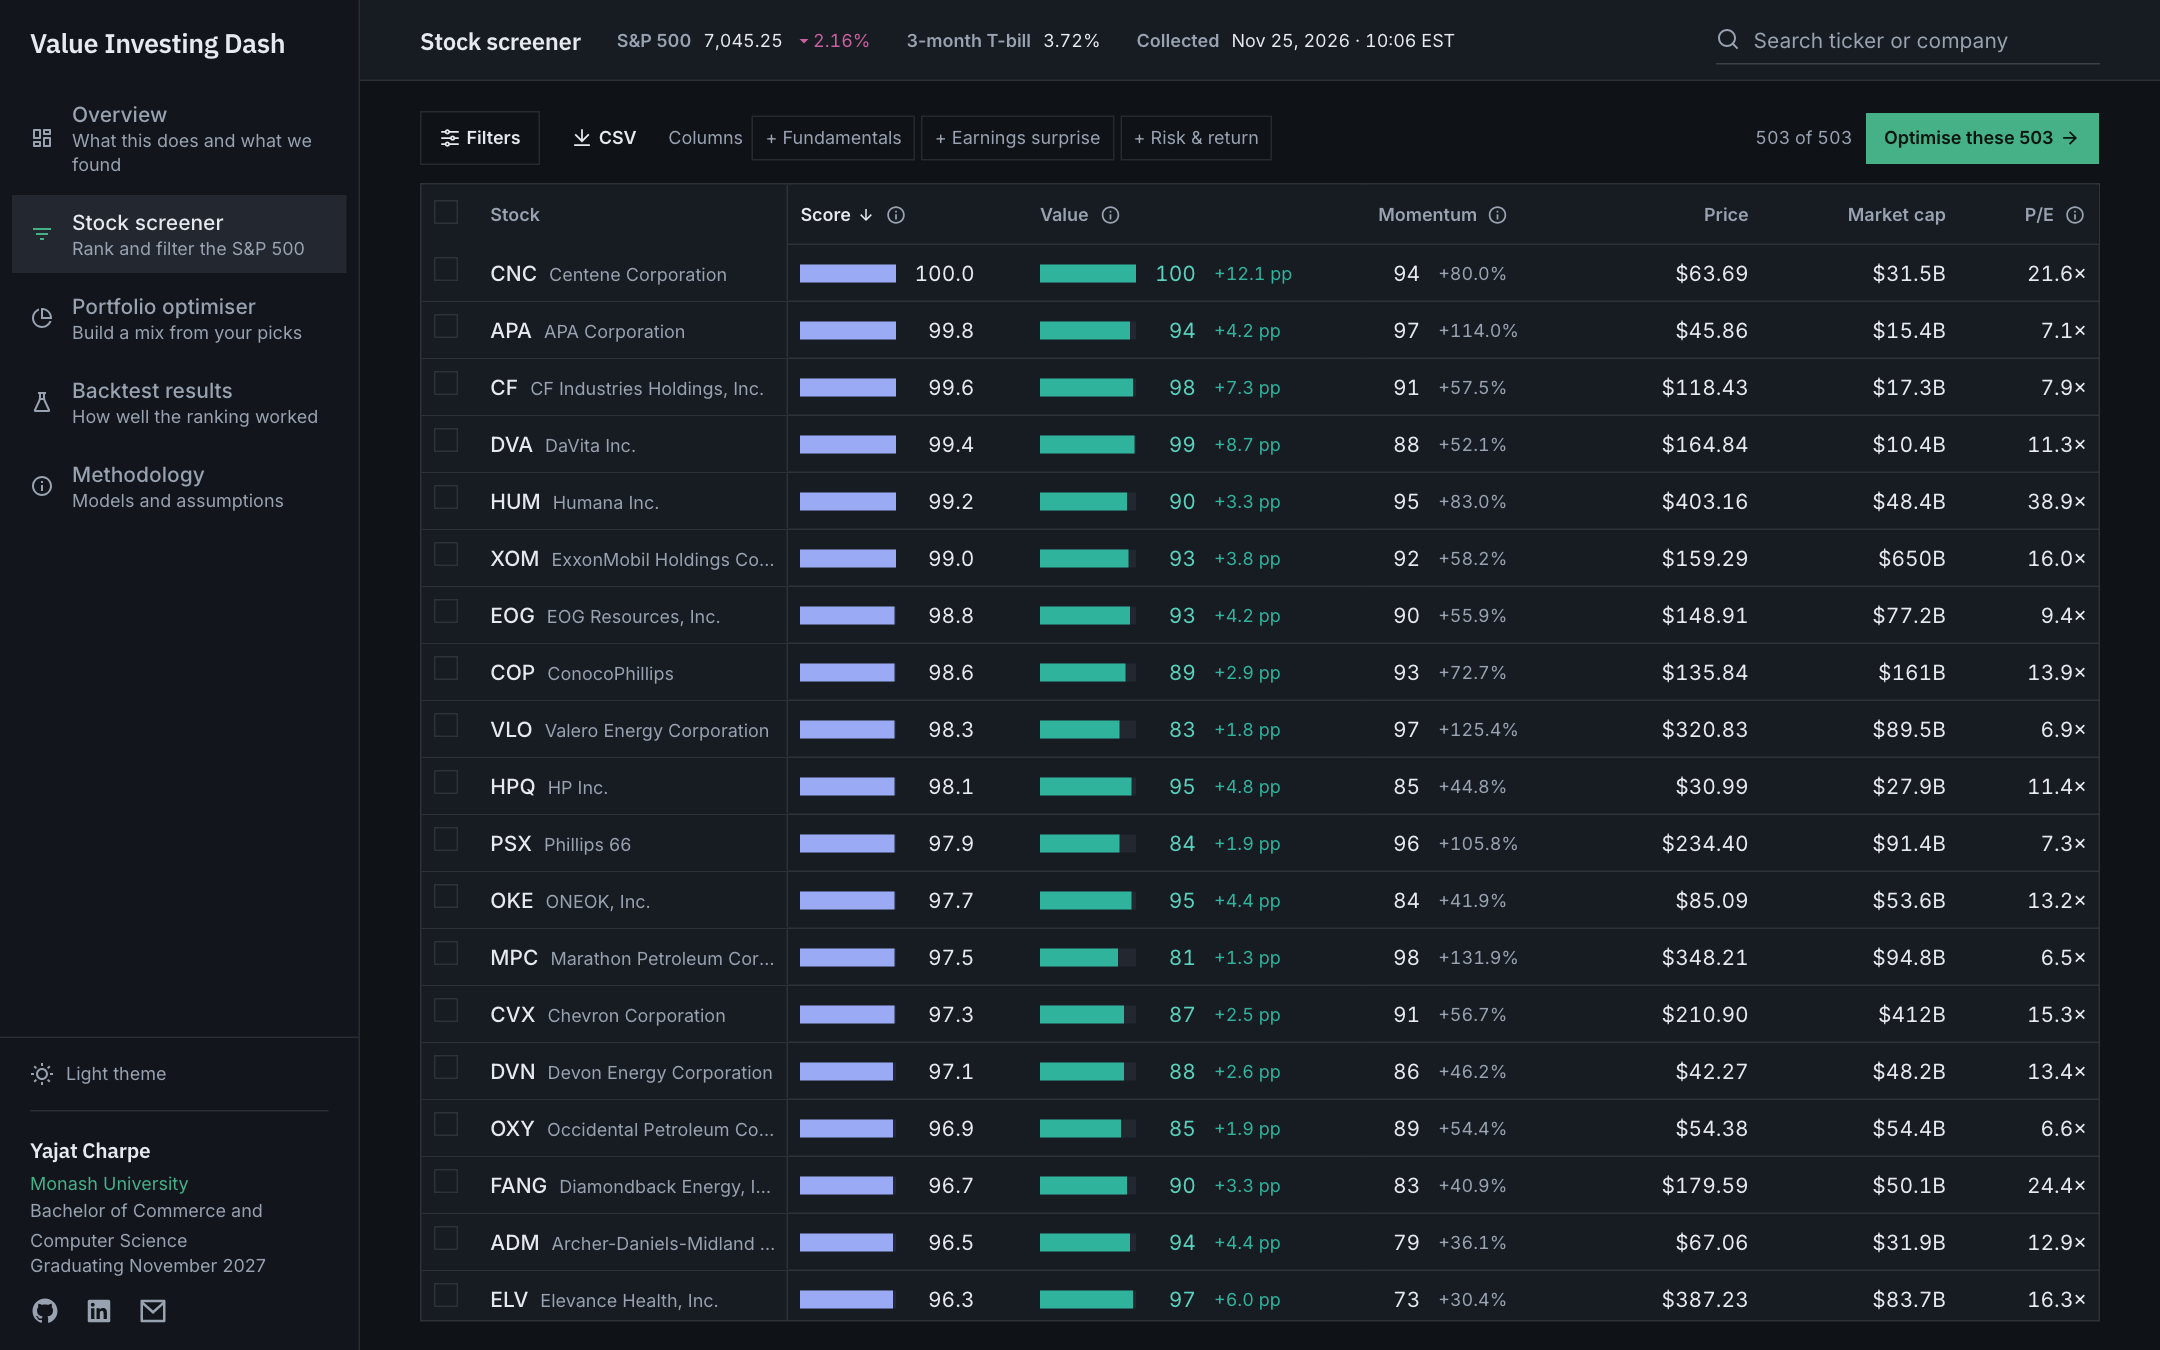 Value Investing Dash
Overview
What this does and what we
found
Stock screener
Rank and filter the S&P 500
Portfolio optimiser
Build a mix from your picks
Backtest results
How well the ranking worked
Methodology
Models and assumptions
Light theme
Yajat Charpe
Monash University
Bachelor of Commerce and
Computer Science
Graduating November 2027
Stock screener S&P 500 7,045.25 2.16% 3-month T-bill 3.72% Collected Nov 25, 2026 · 10:06 EST Search ticker or company
Filters CSV Columns + Fundamentals + Earnings surprise + Risk & return 503 of 503 Optimise these 503 →
Stock Score ↓ Value Momentum Price Market cap P/E
CNC Centene Corporation 100.0 100 +12.1 pp 94 +80.0% $63.69 $31.5B 21.6×
APA APA Corporation 99.8 94 +4.2 pp 97 +114.0% $45.86 $15.4B 7.1×
CF CF Industries Holdings, Inc. 99.6 98 +7.3 pp 91 +57.5% $118.43 $17.3B 7.9×
DVA DaVita Inc. 99.4 99 +8.7 pp 88 +52.1% $164.84 $10.4B 11.3×
HUM Humana Inc. 99.2 90 +3.3 pp 95 +83.0% $403.16 $48.4B 38.9×
XOM ExxonMobil Holdings Co... 99.0 93 +3.8 pp 92 +58.2% $159.29 $650B 16.0×
EOG EOG Resources, Inc. 98.8 93 +4.2 pp 90 +55.9% $148.91 $77.2B 9.4×
COP ConocoPhillips 98.6 89 +2.9 pp 93 +72.7% $135.84 $161B 13.9×
VLO Valero Energy Corporation 98.3 83 +1.8 pp 97 +125.4% $320.83 $89.5B 6.9×
HPQ HP Inc. 98.1 95 +4.8 pp 85 +44.8% $30.99 $27.9B 11.4×
PSX Phillips 66 97.9 84 +1.9 pp 96 +105.8% $234.40 $91.4B 7.3×
OKE ONEOK, Inc. 97.7 95 +4.4 pp 84 +41.9% $85.09 $53.6B 13.2×
MPC Marathon Petroleum Cor... 97.5 81 +1.3 pp 98 +131.9% $348.21 $94.8B 6.5×
CVX Chevron Corporation 97.3 87 +2.5 pp 91 +56.7% $210.90 $412B 15.3×
DVN Devon Energy Corporation 97.1 88 +2.6 pp 86 +46.2% $42.27 $48.2B 13.4×
OXY Occidental Petroleum Co... 96.9 85 +1.9 pp 89 +54.4% $54.38 $54.4B 6.6×
FANG Diamondback Energy, I... 96.7 90 +3.3 pp 83 +40.9% $179.59 $50.1B 24.4×
ADM Archer-Daniels-Midland ... 96.5 94 +4.4 pp 79 +36.1% $67.06 $31.9B 12.9×
ELV Elevance Health, Inc. 96.3 97 +6.0 pp 73 +30.4% $387.23 $83.7B 16.3×